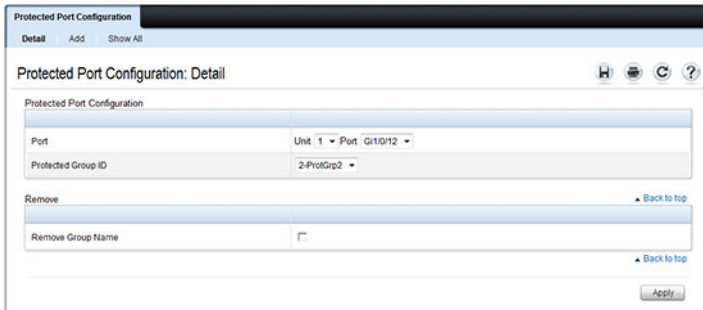 Protected Port Configuration
Detail Add Show All
Protected Port Configuration: Detail
Protected Port Configuration
Port Unit 1 Port Gi1/0/12
Protected Group ID 2-ProtGrp2
Remove ▲ Back to top
Remove Group Name
▲ Back to top
Apply